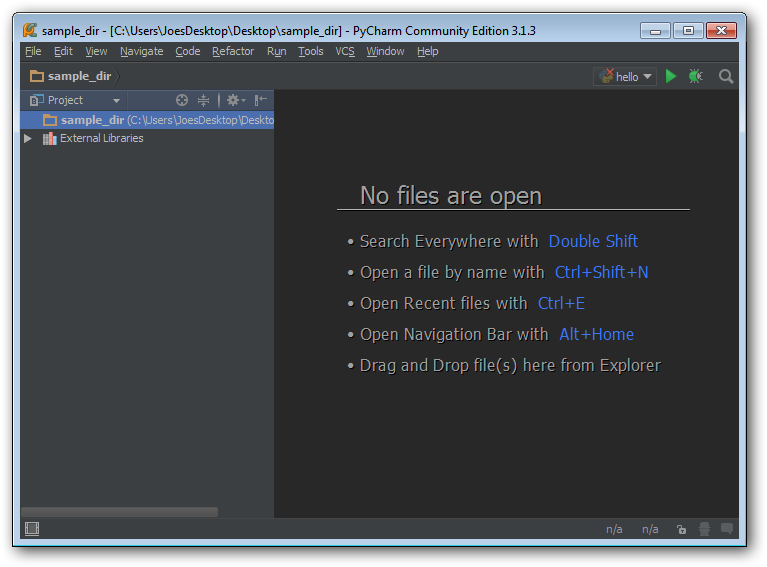 sample_dir - [C:\Users\JoesDesktop\Desktop\sample_dir] - PyCharm Community Edition 3.1.3
File Edit View Navigate Code Refactor Run Tools VCS Window Help
sample_dir hello
Project
sample_dir (C:\Users\JoesDesktop\Deskto
External Libraries
No files are open
• Search Everywhere with Double Shift
• Open a file by name with Ctrl+Shift+N
• Open Recent files with Ctrl+E
• Open Navigation Bar with Alt+Home
• Drag and Drop file(s) here from Explorer
n/a n/a